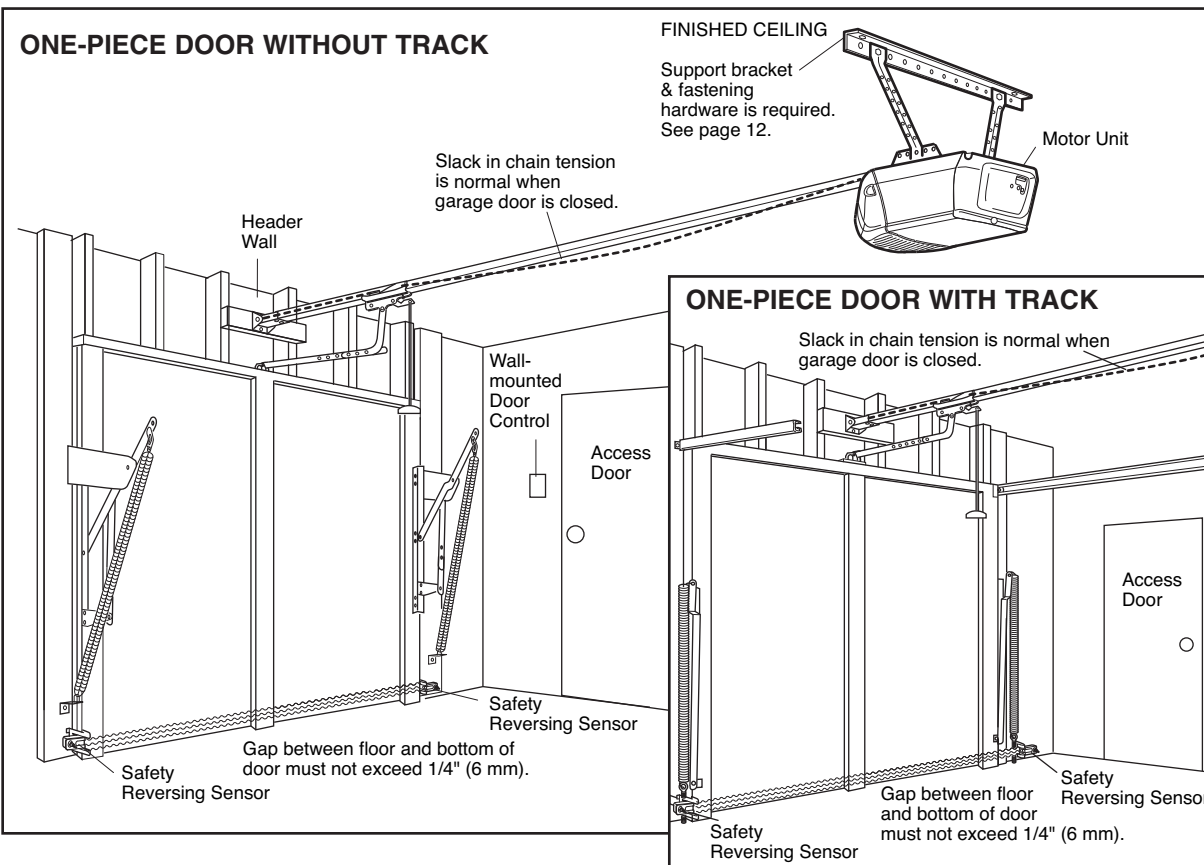 ONE-PIECE DOOR WITHOUT TRACK
FINISHED CEILING
Support bracket
& fastening
hardware is required.
See page 12.
Motor Unit
Slack in chain tension
is normal when
garage door is closed.
Header
Wall
Wall-
mounted
Door
Control
Access
Door
Safety
Reversing Sensor
Gap between floor and bottom of
door must not exceed 1/4" (6 mm).
Safety
Reversing Sensor
ONE-PIECE DOOR WITH TRACK
Slack in chain tension is normal when
garage door is closed.
Access
Door
Safety
Reversing Sensor
Gap between floor
and bottom of door
must not exceed 1/4" (6 mm).
Safety
Reversing Sensor